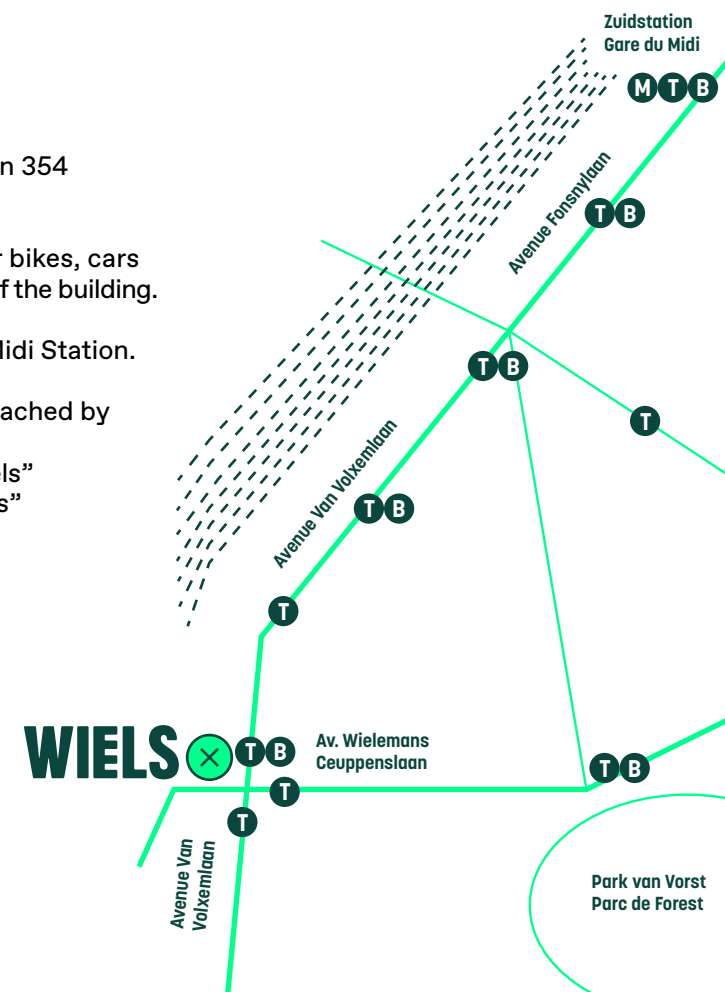 Zuidstation
Gare du Midi
M T B
n 354
Avenue Fonsnylaan
T B
r bikes, cars
f the building.
Midi Station.
T B
T
ached by
Avenue Van Volxemlaan
els”
s”
T B
T
WIELS
T B
Av. Wielemans
Ceuppenslaan
T B
T
T
Avenue Van
Volxemlaan
Park van Vorst
Parc de Forest